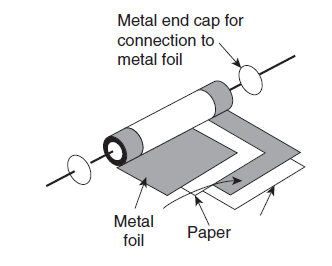 Metal end cap for
connection to
metal foil
Metal
foil
Paper